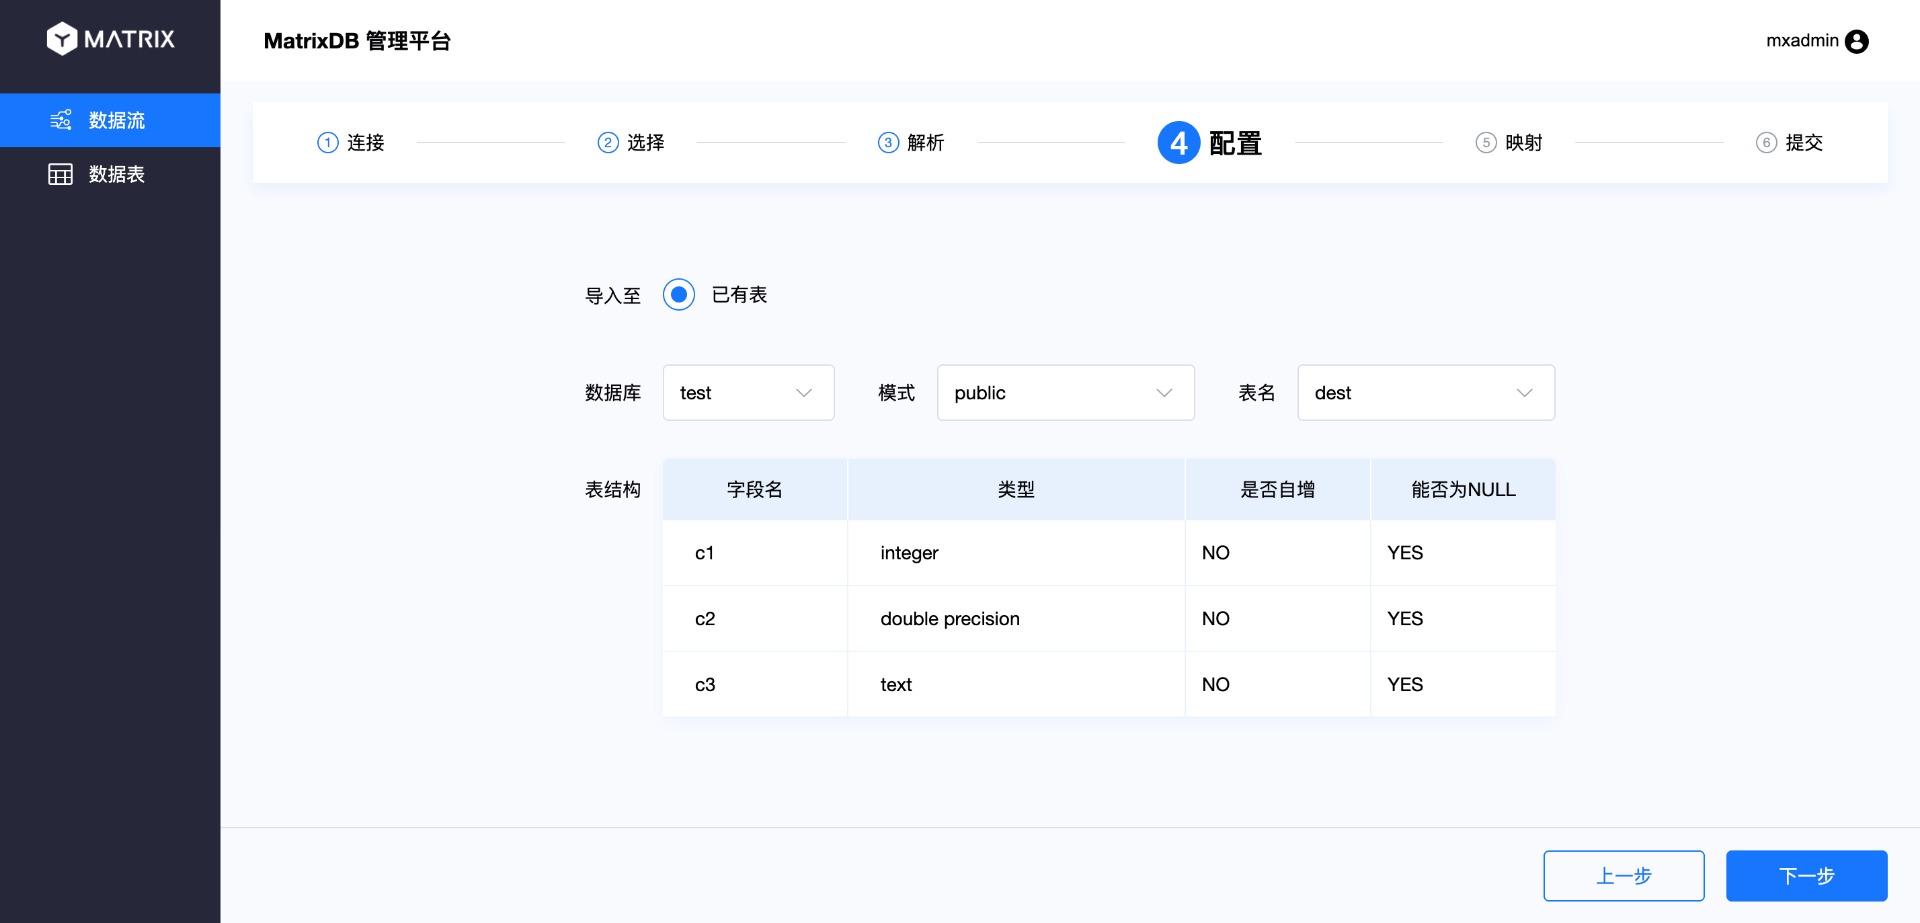 MATRIX
MatrixDB 管理平台
mxadmin
数据流
数据表
1 连接
2 选择
3 解析
4 配置
5 映射
6 提交
导入至 已有表
数据库 test 模式 public 表名 dest
表结构 字段名 类型 是否自增 能否为NULL
c1 integer NO YES
c2 double precision NO YES
c3 text NO YES
上一步 下一步